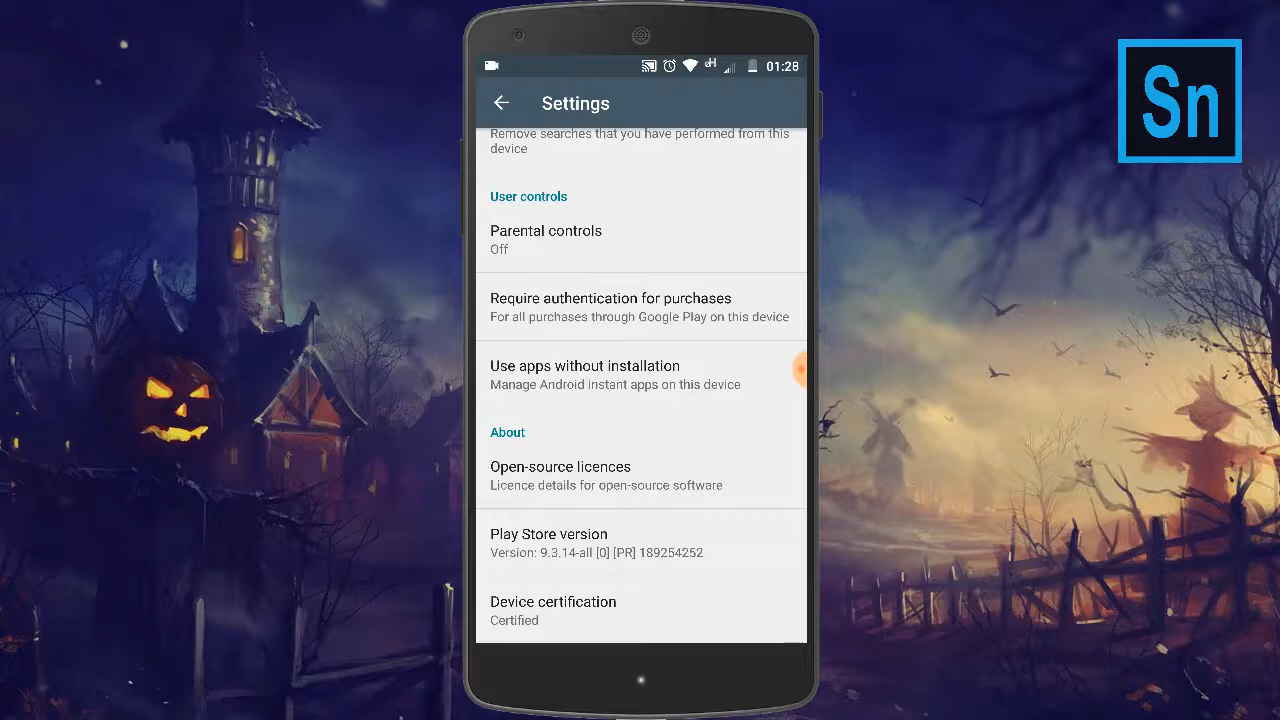 Sn
01:28
Settings
Remove searches that you have performed from this
device
User controls
Parental controls
Off
Require authentication for purchases
For all purchases through Google Play on this device
Use apps without installation
Manage Android instant apps on this device
About
Open-source licences
Licence details for open-source software
Play Store version
Version: 9.3.14-all [0] [PR] 189254252
Device certification
Certified